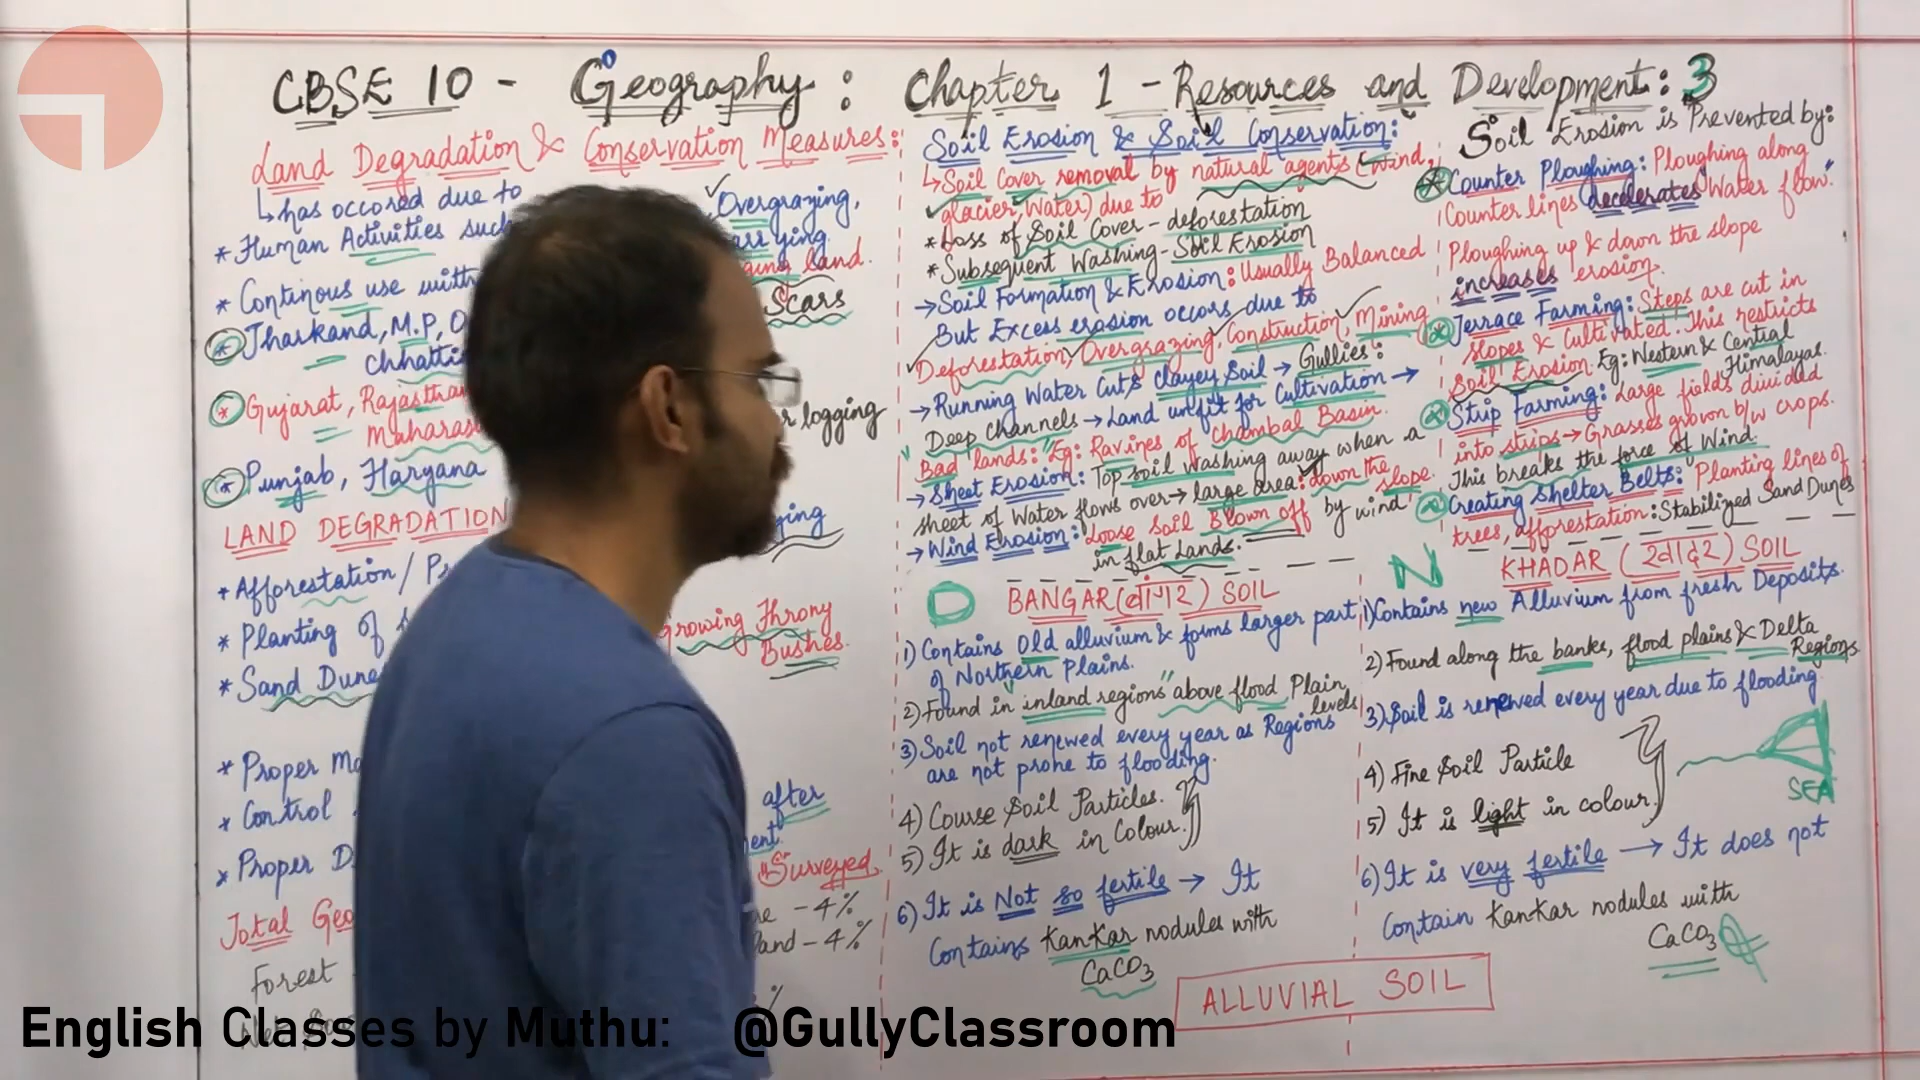 CBSE 10 - Geography : Chapter 1 - Resources and Development : 3
Land Degradation & Conservation Measures:
↳has occored due to
* Human Activities such
Overgrazing,
land.
* Continous use with
Scars
* Jharkand, M.P, O
Chhattis
* Gujarat, Rajasthan
Maharas
r logging
* Punjab, Haryana
LAND DEGRADATION
ying
* Afforestation /
* Planting of
Growing Throny
Bushes.
* Sand Dune
* Proper Ma
* Control
after
ment
* Proper D
"Surveyed
Total Geo
- 4%
and - 4%
Forest
%
Soil Erosion & Soil Conservation:
↳Soil Cover removal by natural agents (wind,
glacier, Water) due to
* Loss of Soil Cover - deforestation
* Subsequent Washing - Soil Erosion
→Soil Formation & Erosion: Usually Balanced
But Excess erosion occors due to
Deforestation, Overgrazing, Construction, Mining
→Running Water Cuts clayey Soil → Gullies:
Deep channels → Land unfit for Cultivation →
Bad lands: "Eg: Ravines of Chambal Basin.
→Sheet Erosion: Top soil washing away when a
sheet of Water flows over → large area: down the slope.
→Wind Erosion: Loose Soil Blown off by wind
in flat Lands.
D BANGAR (बांगर) SOIL
1) Contains Old alluvium & forms larger part
of Northern Plains.
2) Found in "inland regions" above flood Plain
levels
3) Soil not renewed every year as Regions
are not prone to flooding.
4) Course Soil Particles.
5) It is dark in Colour.
6) It is Not so fertile → It
Contains Kankar nodules with
CaCO3
Soil Erosion is Prevented by:
* Counter Ploughing: Ploughing along
Counter lines decelerates Water flow."
Ploughing up & down the slope
increases erosion.
* Terrace Farming: Steps are cut in
slopes & Cultivated. This restricts
Soil Erosion. Eg: Western & Central
Himalayas.
* Strip Farming: Large fields divided
into strips → Grasses grown b/w crops.
This breaks the force of Wind.
* Creating Shelter Belts: Planting lines of
trees, afforestation: Stabilized Sand Dunes
N KHADAR (खादर) SOIL
1) Contains new Alluvium from fresh Deposits.
2) Found along the banks, flood plains & Delta
Regions
3) Soil is renewed every year due to flooding
4) Fine Soil Particle
SEA
5) It is light in colour.
6) It is very fertile → It does not
Contain Kankar nodules with
CaCO3
ALLUVIAL SOIL
English Classes by Muthu: @GullyClassroom